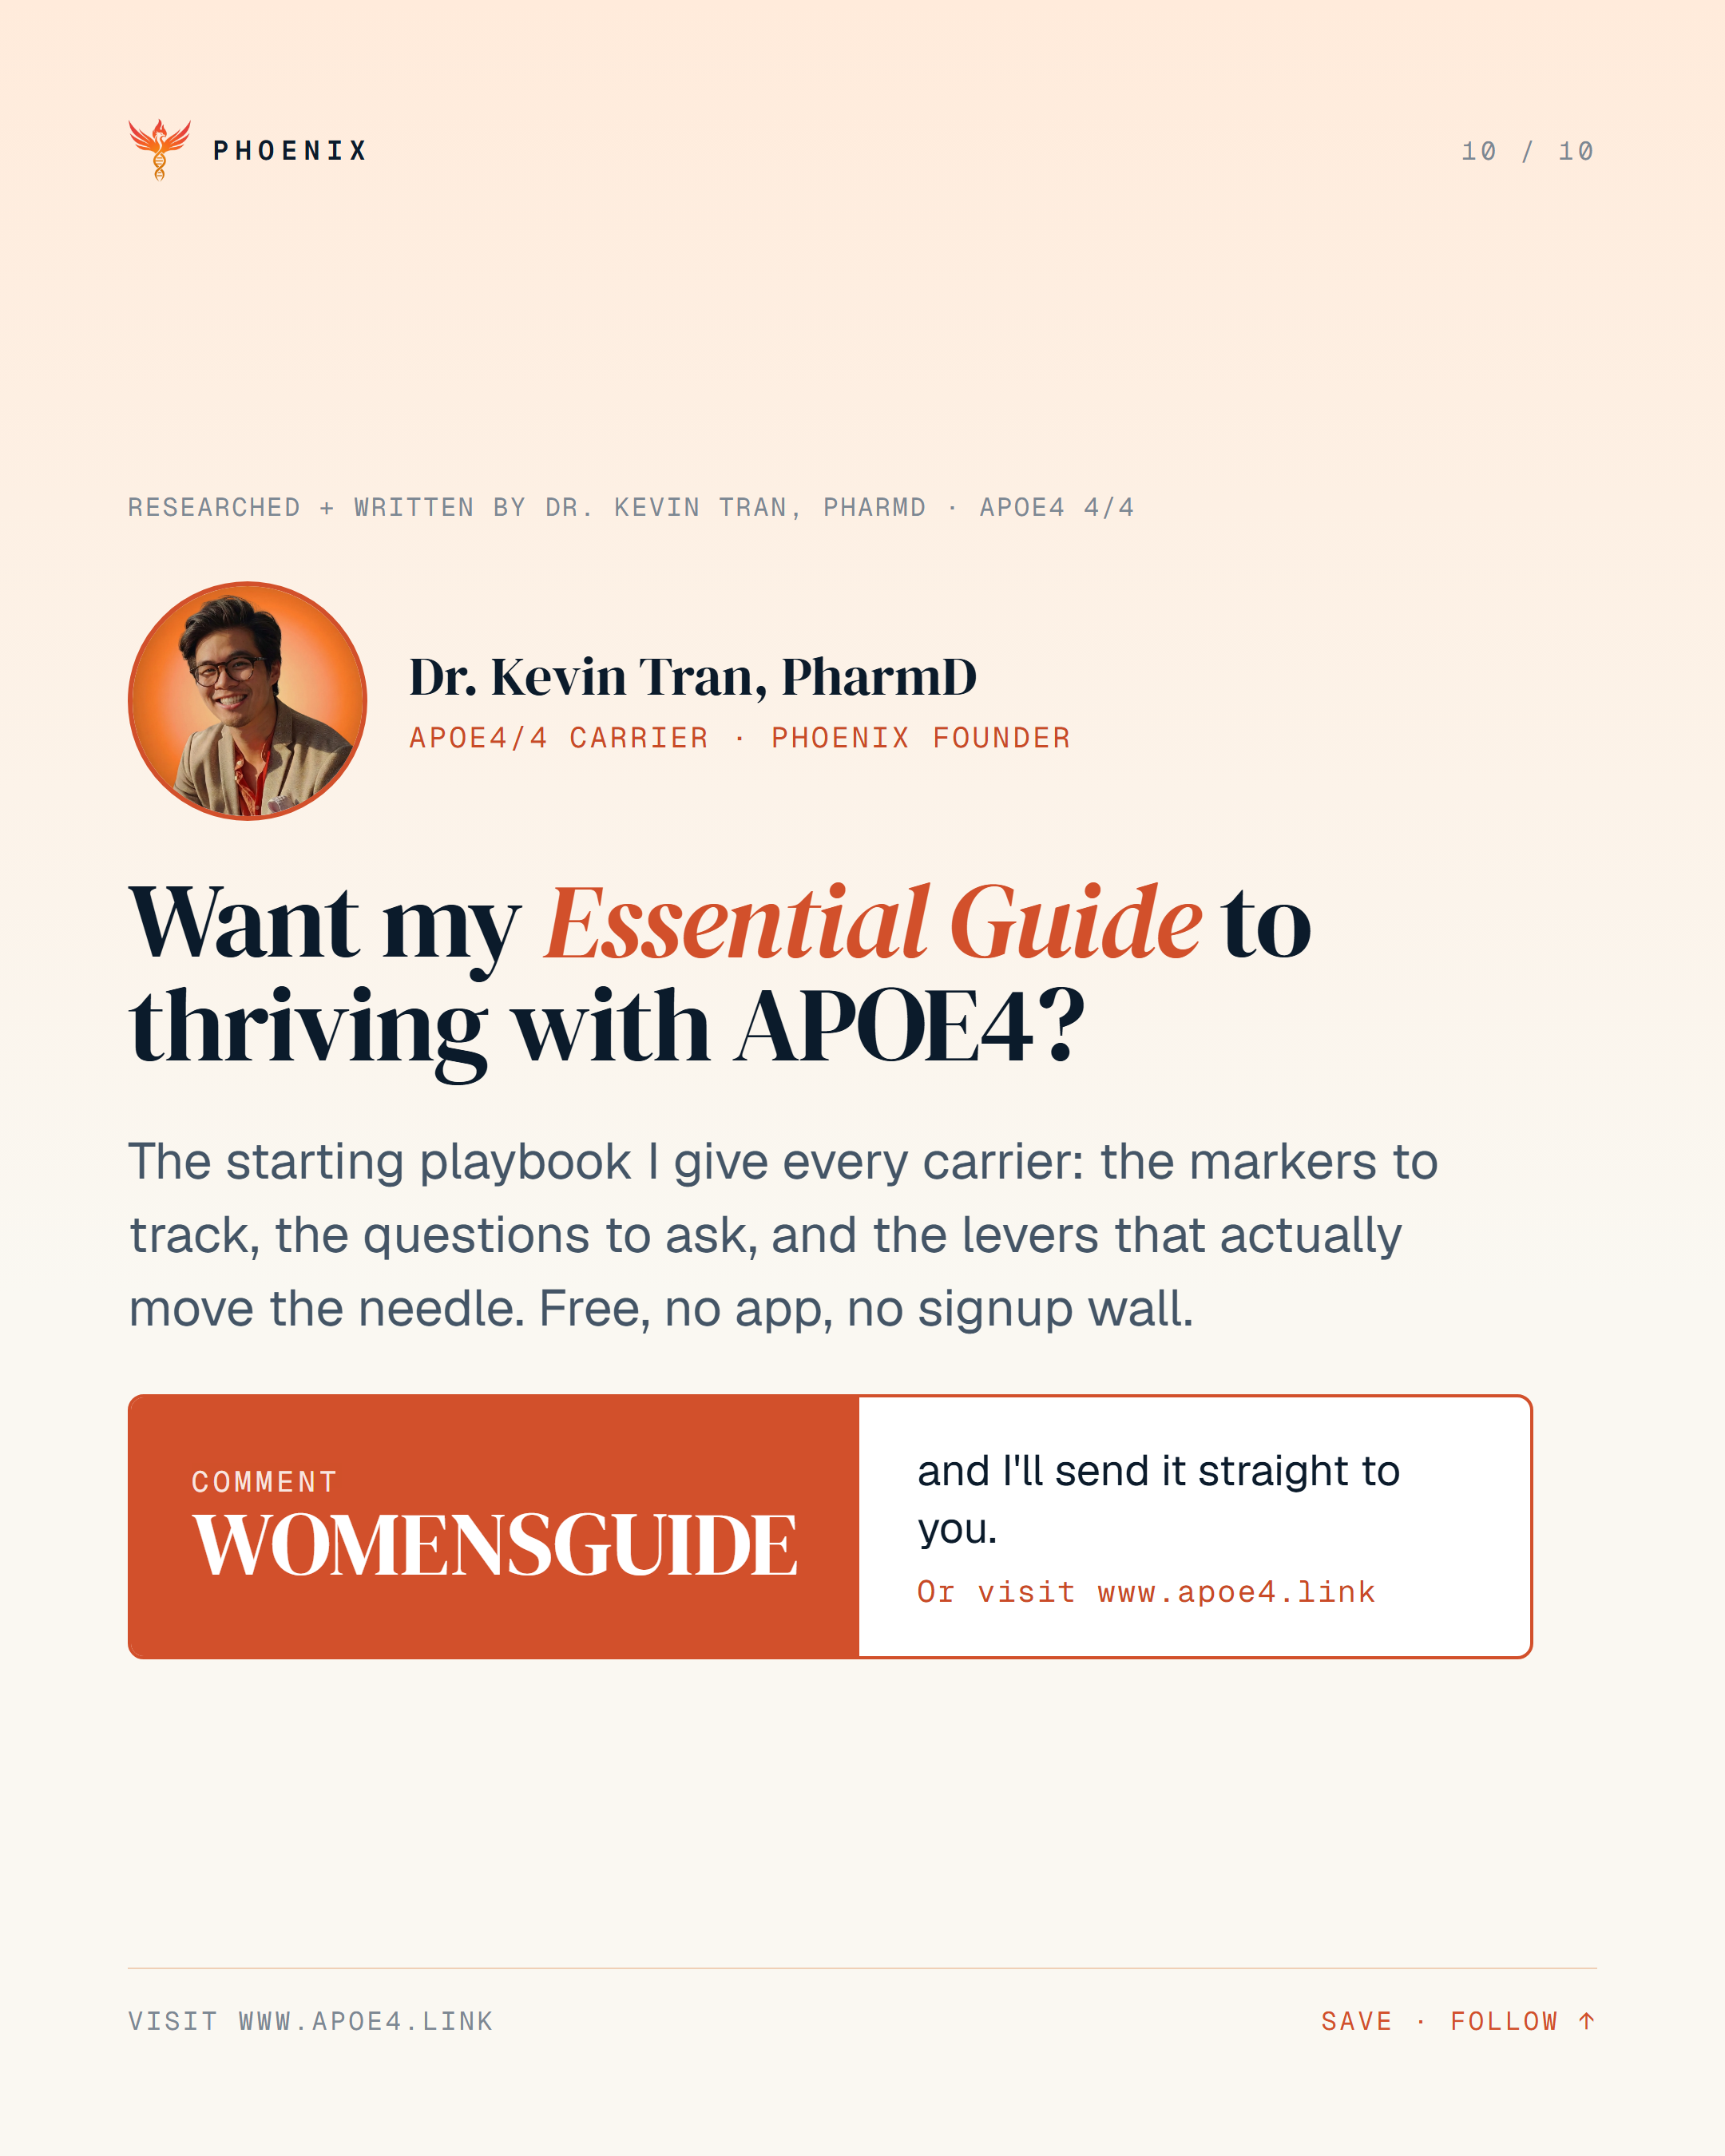 PHOENIX
10 / 10
RESEARCHED + WRITTEN BY DR. KEVIN TRAN, PHARMD · APOE4 4/4
Dr. Kevin Tran, PharmD
APOE4/4 CARRIER · PHOENIX FOUNDER
Want my Essential Guide to
thriving with APOE4?
The starting playbook I give every carrier: the markers to
track, the questions to ask, and the levers that actually
move the needle. Free, no app, no signup wall.
COMMENT
WOMENSGUIDE
and I'll send it straight to
you.
Or visit www.apoe4.link
VISIT WWW.APOE4.LINK
SAVE · FOLLOW ↑